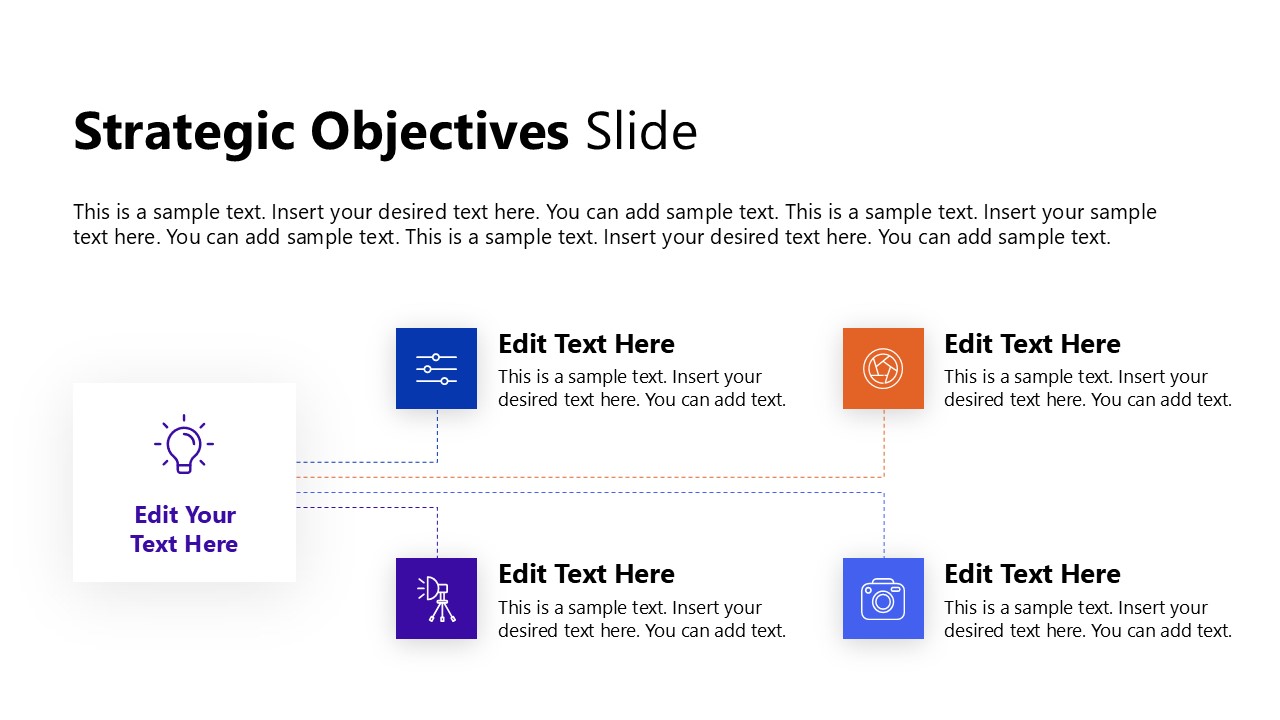 Strategic Objectives Slide
This is a sample text. Insert your desired text here. You can add sample text. This is a sample text. Insert your sample
text here. You can add sample text. This is a sample text. Insert your desired text here. You can add sample text.
Edit Your
Text Here
Edit Text Here
This is a sample text. Insert your
desired text here. You can add text.
Edit Text Here
This is a sample text. Insert your
desired text here. You can add text.
Edit Text Here
This is a sample text. Insert your
desired text here. You can add text.
Edit Text Here
This is a sample text. Insert your
desired text here. You can add text.